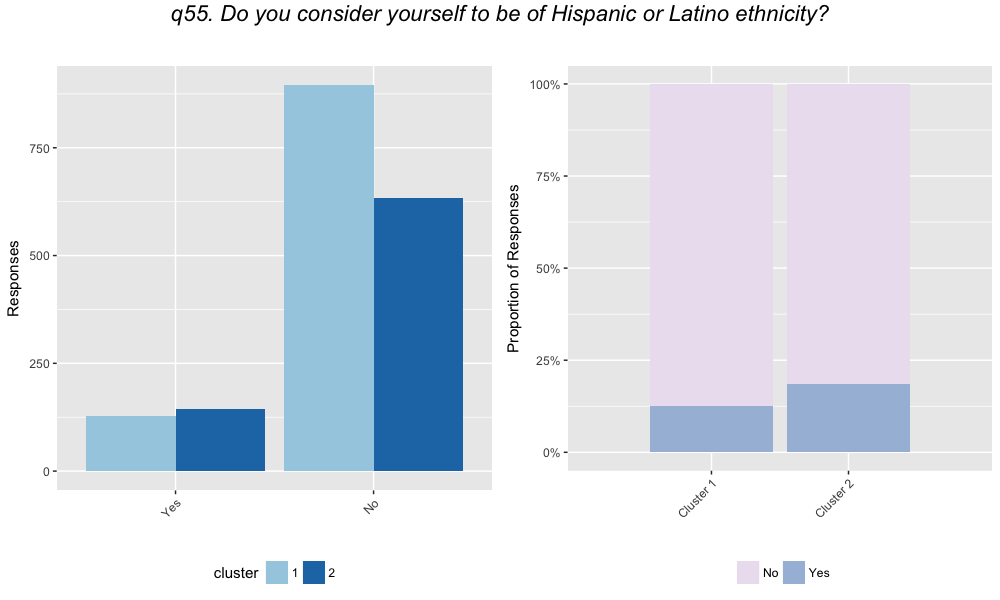 q55. Do you consider yourself to be of Hispanic or Latino ethnicity?
Responses
750
500
250
0
Yes
No
cluster
1
2
Proportion of Responses
100%
75%
50%
25%
0%
Cluster 1
Cluster 2
No
Yes